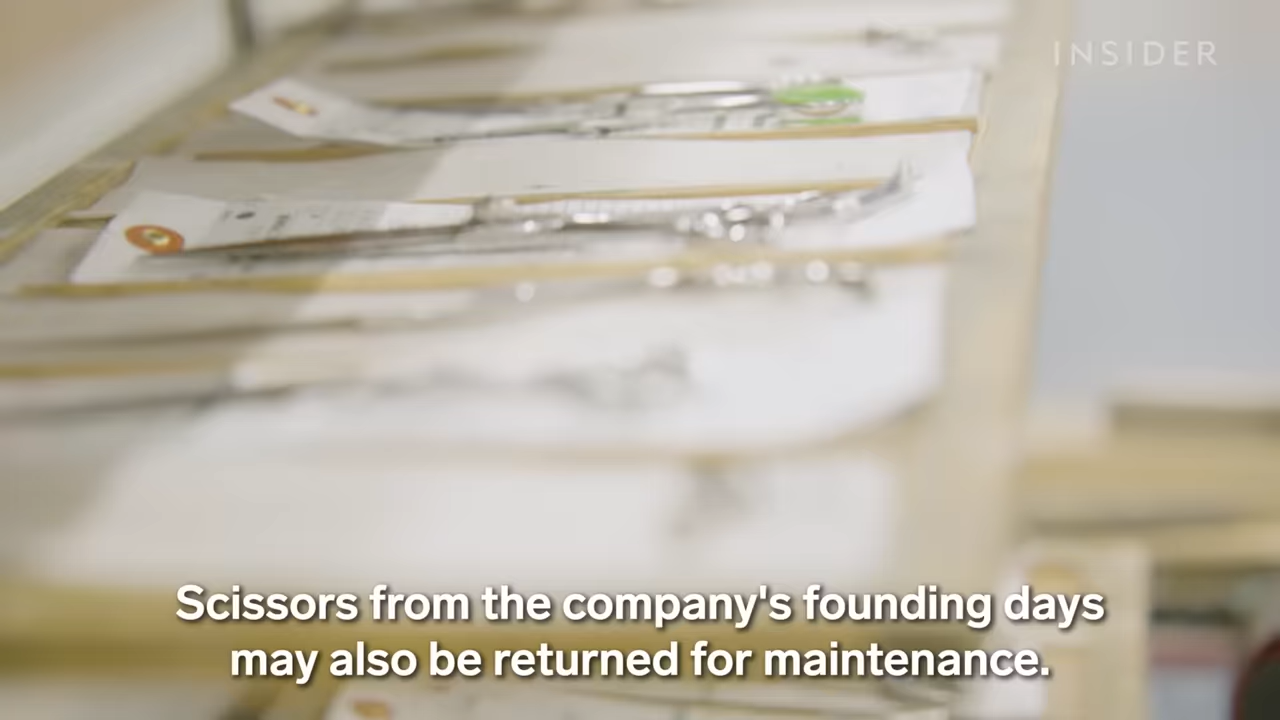 INSIDER
Scissors from the company's founding days
may also be returned for maintenance.